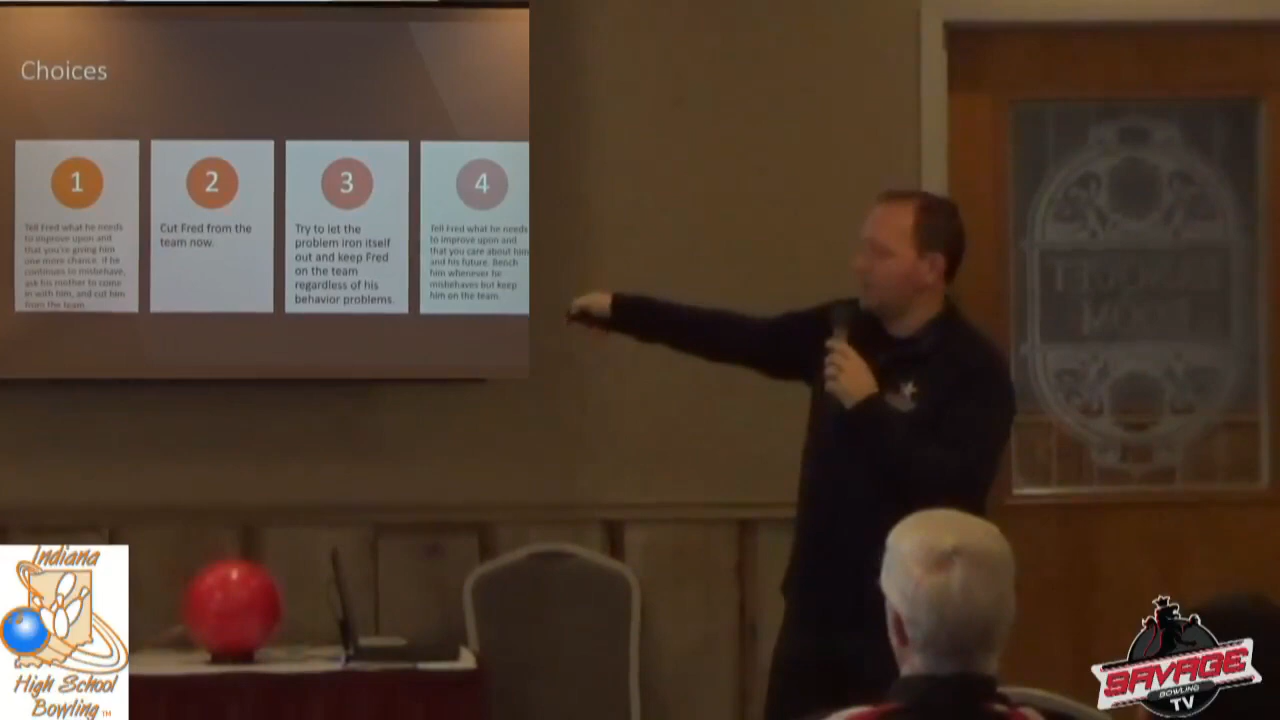 Choices
1
Tell Fred what he needs
to improve upon and
that you're giving him
one more chance. If he
continues to misbehave,
ask his mother to come
in with him, and cut him
from the team.
2
Cut Fred from the
team now.
3
Try to let the
problem iron itself
out and keep Fred
on the team
regardless of his
behavior problems.
4
Tell Fred what he needs
to improve upon and
that you care about him
and his future. Bench
him whenever he
misbehaves but keep
him on the team.
Indiana
High School
Bowling™
SAVAGE
BOWLING
TV